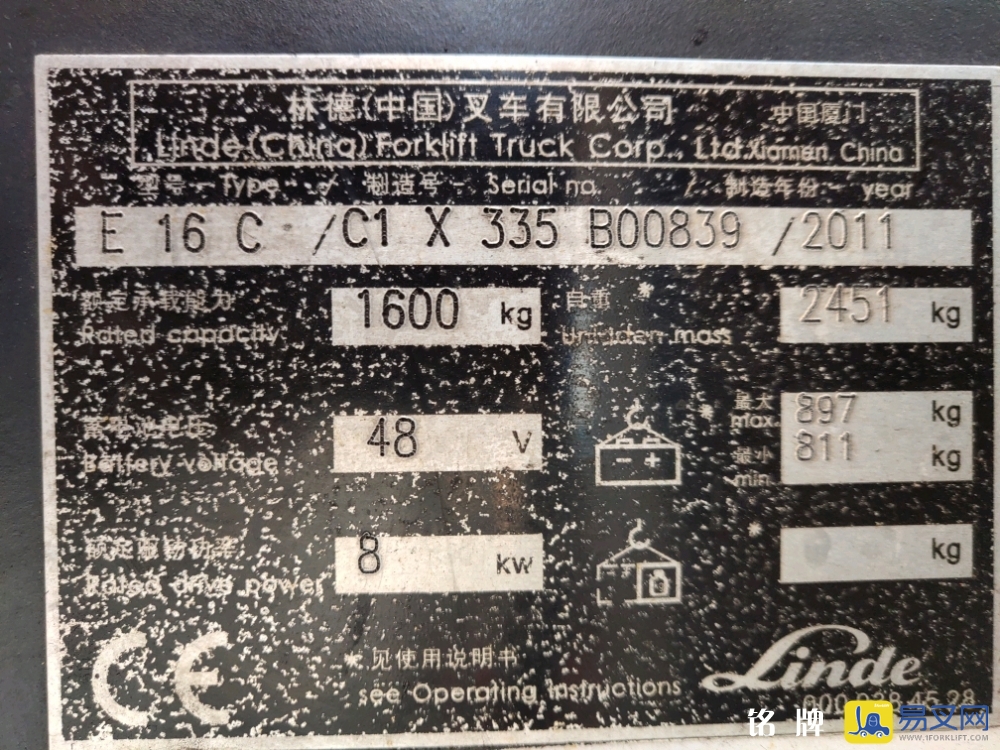 林德(中国)叉车有限公司 中国厦门
Linde (China) Forklift Truck Corp., Ltd. Xiamen China
型号 - Type / 制造号 - Serial no. / 制造年份 - year
E 16 C /C1 X 335 B00839 /2011
额定承载能力 1600 kg 自重 * 2451 kg
Rated capacity Unladen mass
蓄电池电压 48 V 最大 max. 897 kg
Battery voltage - + * 最小 min. 811 kg
额定驱动功率 8 kw * kg
Rated drive power
CE
* 见使用说明书
see Operating Instructions
Linde
45 28
铭牌 易叉网
WWW.1FORKLIFT.COM